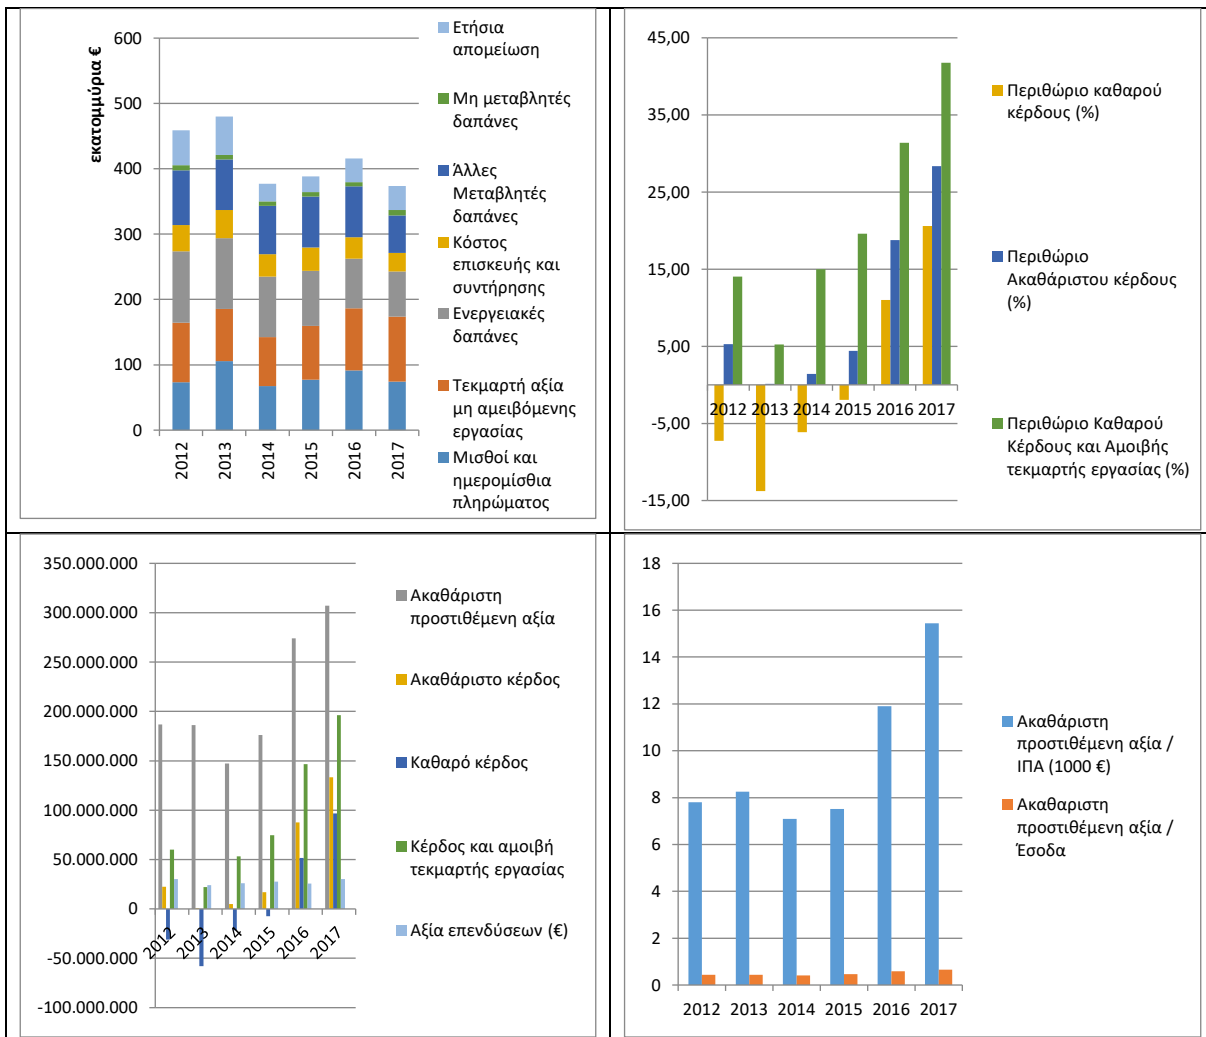 εκατομμύρια €
600
500
400
300
200
100
0
2012
2013
2014
2015
2016
2017
Ετήσια
απομείωση
Μη μεταβλητές
δαπάνες
Άλλες
Μεταβλητές
δαπάνες
Κόστος
επισκευής και
συντήρησης
Ενεργειακές
δαπάνες
Τεκμαρτή αξία
μη αμειβόμενης
εργασίας
Μισθοί και
ημερομίσθια
πληρώματος
45,00
35,00
25,00
15,00
5,00
-5,00
-15,00
2012 2013 2014 2015 2016 2017
Περιθώριο καθαρού
κέρδους (%)
Περιθώριο
Ακαθάριστου κέρδους
(%)
Περιθώριο Καθαρού
Κέρδους και Αμοιβής
τεκμαρτής εργασίας (%)
350.000.000
300.000.000
250.000.000
200.000.000
150.000.000
100.000.000
50.000.000
0
-50.000.000
-100.000.000
2012
2013
2014
2015
2016
2017
Ακαθάριστη
προστιθέμενη αξία
Ακαθάριστο κέρδος
Καθαρό κέρδος
Κέρδος και αμοιβή
τεκμαρτής εργασίας
Αξία επενδύσεων (€)
18
16
14
12
10
8
6
4
2
0
2012 2013 2014 2015 2016 2017
Ακαθάριστη
προστιθέμενη αξία /
ΙΠΑ (1000 €)
Ακαθαριστη
προστιθέμενη αξία /
Έσοδα